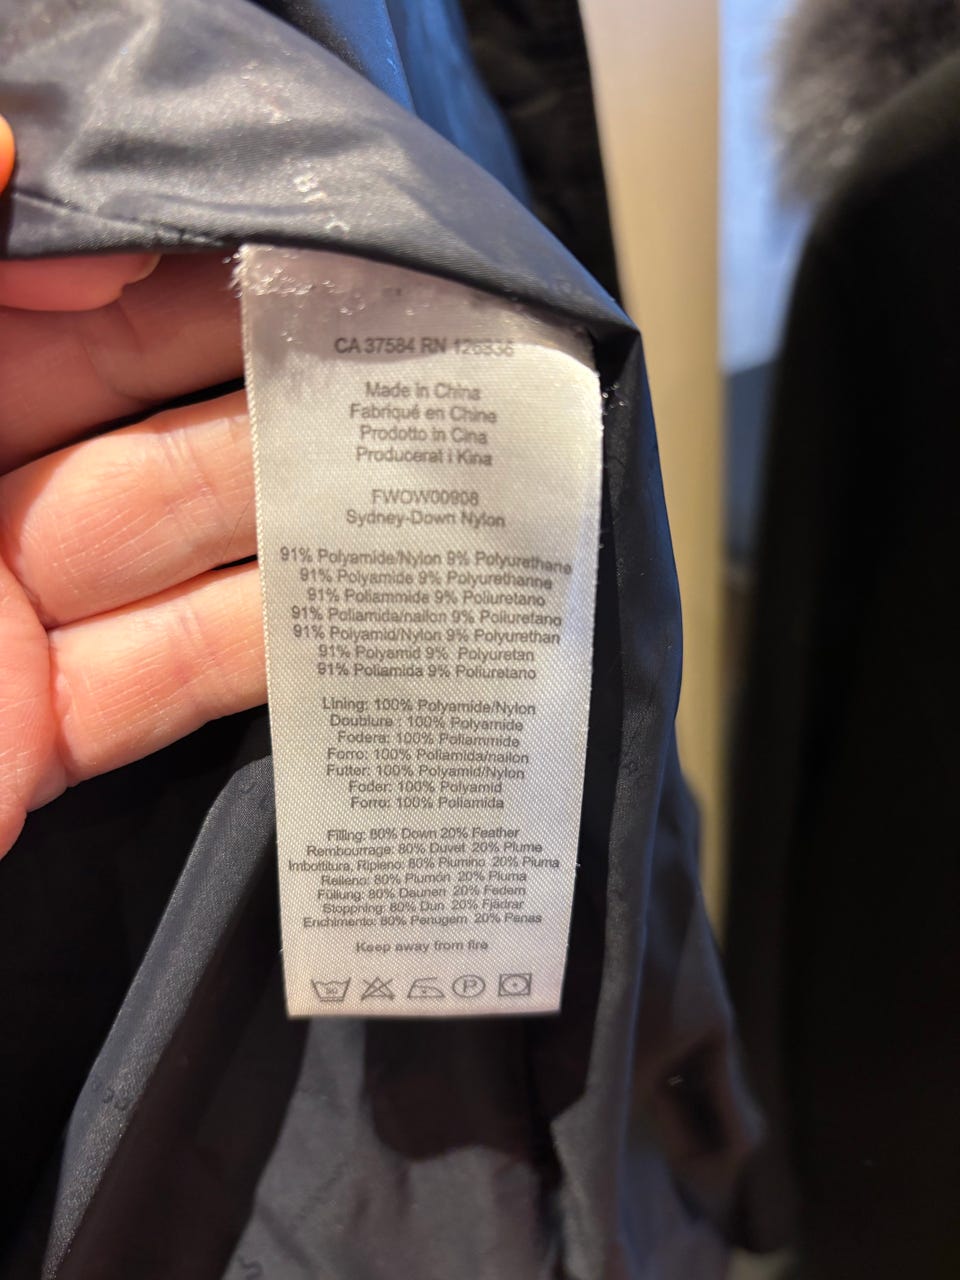 CA 37584 RN 126336
Made in China
Fabriqué en Chine
Prodotto in Cina
Producerat i Kina
FWOW00908
Sydney-Down Nylon
91% Polyamide/Nylon 9% Polyurethane
91% Polyamide 9% Polyurethanne
91% Poliammide 9% Poliuretano
91% Poliamida/nailon 9% Poliuretano
91% Polyamid/Nylon 9% Polyurethan
91% Polyamid 9% Polyuretan
91% Poliamida 9% Poliuretano
Lining: 100% Polyamide/Nylon
Doublure : 100% Polyamide
Fodera: 100% Poliammide
Forro: 100% Poliamida/nailon
Futter: 100% Polyamid/Nylon
Foder: 100% Polyamid
Forro: 100% Poliamida
Filling: 80% Down 20% Feather
Rembourrage: 80% Duvet 20% Plume
Imbottitura, Ripieno: 80% Piumino 20% Piuma
Relleno: 80% Plumón 20% Pluma
Füllung: 80% Daunen 20% Federn
Stoppning: 80% Dun 20% Fjädrar
Enchimento: 80% Penugem 20% Penas
Keep away from fire
30 P